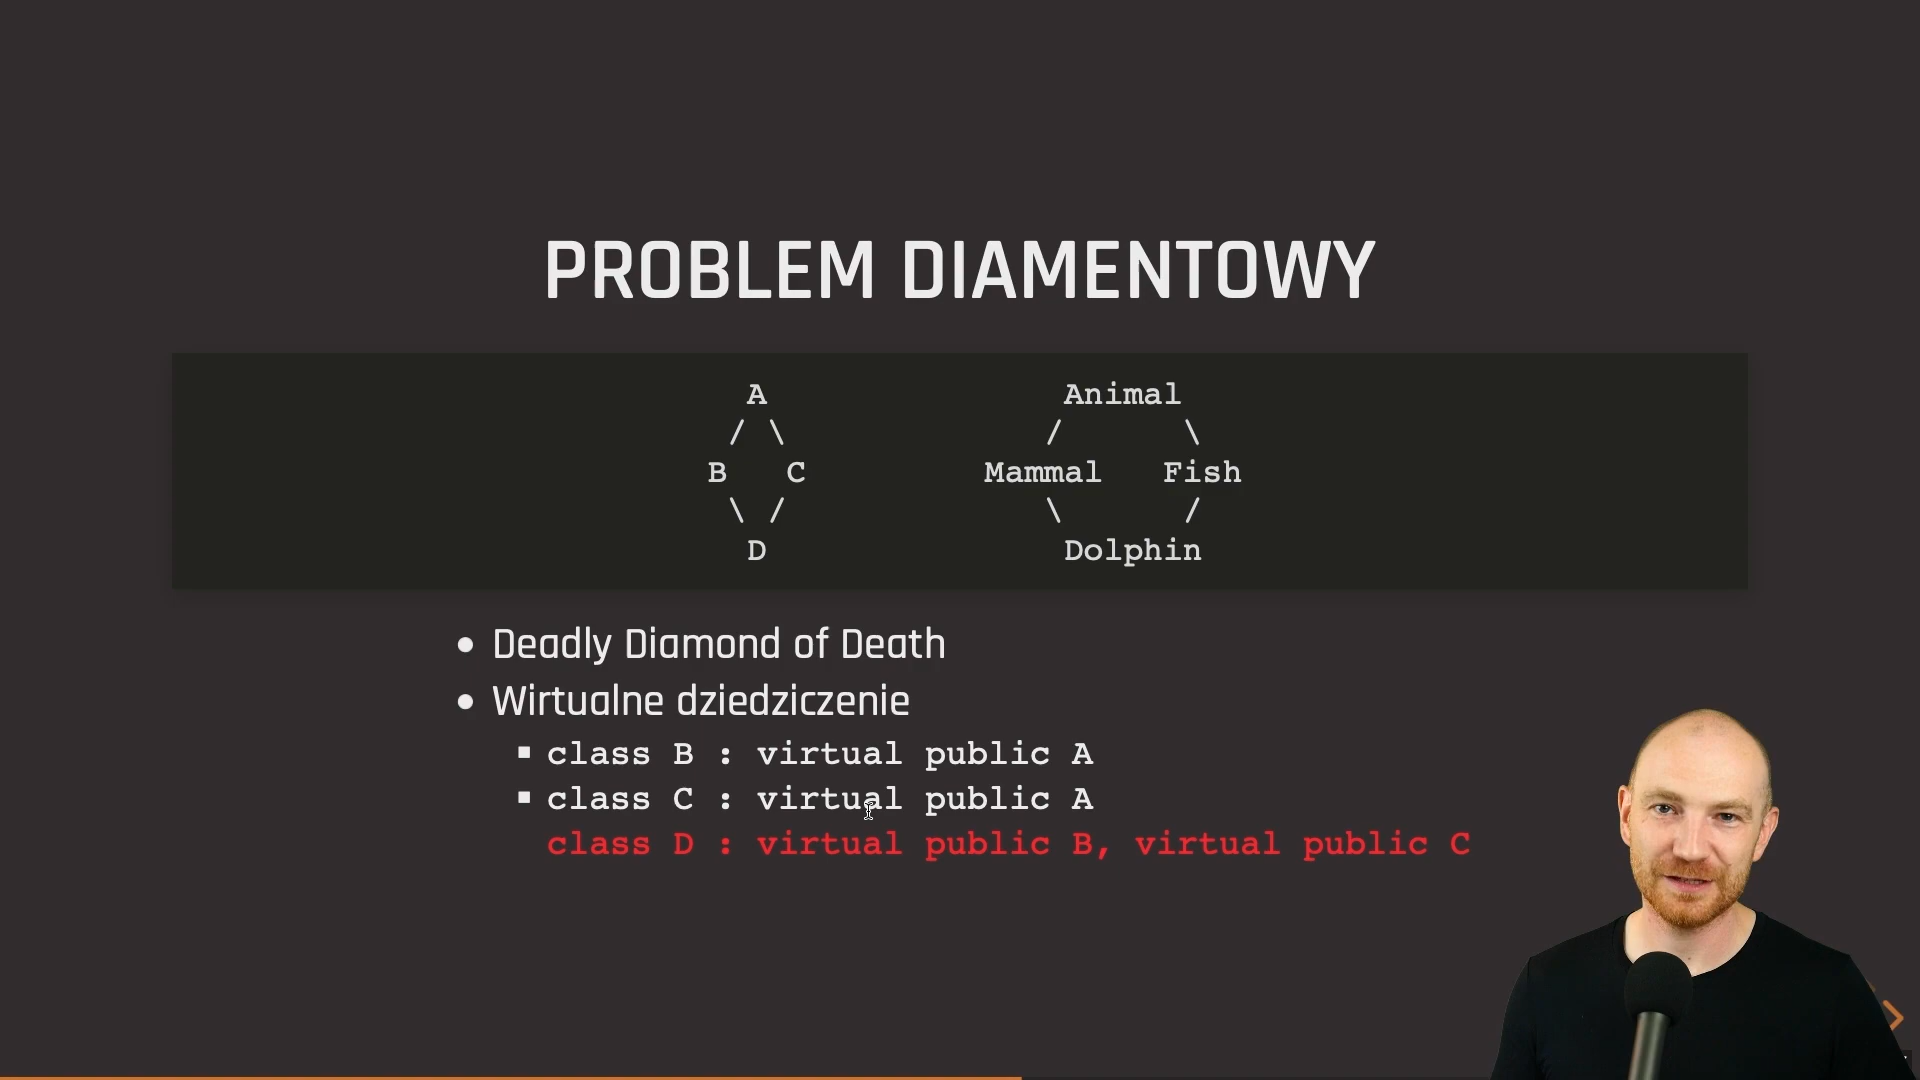 PROBLEM DIAMENTOWY
A Animal
/ \ / \
B C Mammal Fish
\ / \ /
D Dolphin
Deadly Diamond of Death
Wirtualne dziedziczenie
class B : virtual public A
class C : virtual public A
class D : virtual public B, virtual public C